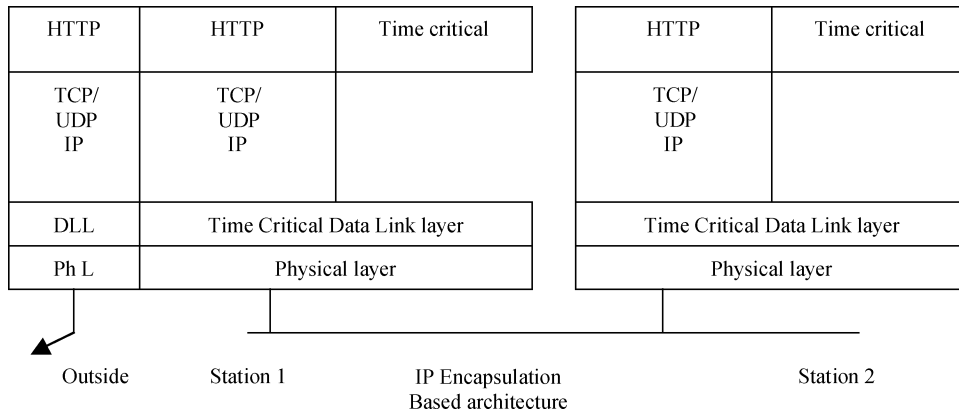 HTTP HTTP Time critical HTTP Time critical
TCP/ TCP/ TCP/
UDP UDP UDP
IP IP IP
DLL Time Critical Data Link layer Time Critical Data Link layer
Ph L Physical layer Physical layer
Outside Station 1 IP Encapsulation Station 2
Based architecture